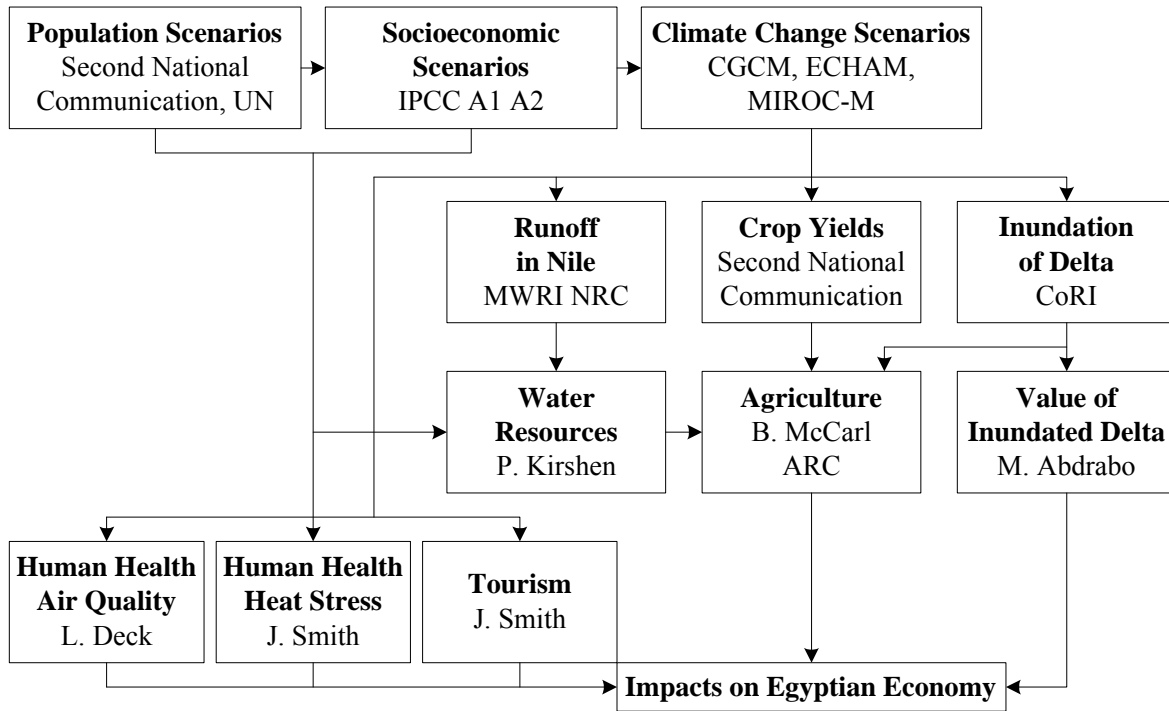 Population Scenarios
Second National
Communication, UN
Socioeconomic
Scenarios
IPCC A1 A2
Climate Change Scenarios
CGCM, ECHAM,
MIROC-M
Runoff
in Nile
MWRI NRC
Crop Yields
Second National
Communication
Inundation
of Delta
CoRI
Water
Resources
P. Kirshen
Agriculture
B. McCarl
ARC
Value of
Inundated Delta
M. Abdrabo
Human Health
Air Quality
L. Deck
Human Health
Heat Stress
J. Smith
Tourism
J. Smith
Impacts on Egyptian Economy